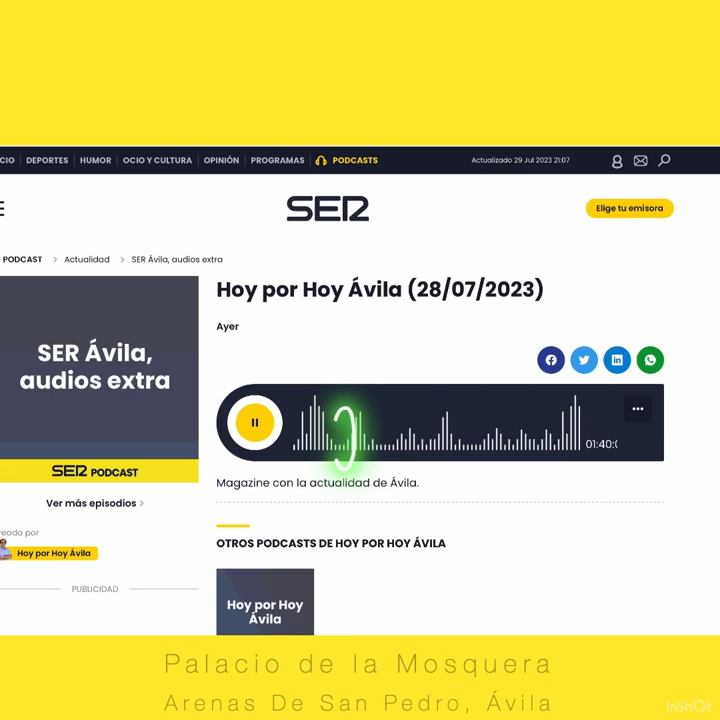 CIO DEPORTES HUMOR OCIO Y CULTURA OPINIÓN PROGRAMAS PODCASTS Actualizado 29 Jul 2023 21:07
SER Elige tu emisora
PODCAST > Actualidad > SER Ávila, audios extra
Hoy por Hoy Ávila (28/07/2023)
Ayer
SER Ávila,
audios extra
SER PODCAST
Ver más episodios >
01:40:0
Magazine con la actualidad de Ávila.
reado por
Hoy por Hoy Ávila
PUBLICIDAD
OTROS PODCASTS DE HOY POR HOY ÁVILA
Hoy por Hoy
Ávila
Palacio de la Mosquera
Arenas De San Pedro, Ávila
InShOt